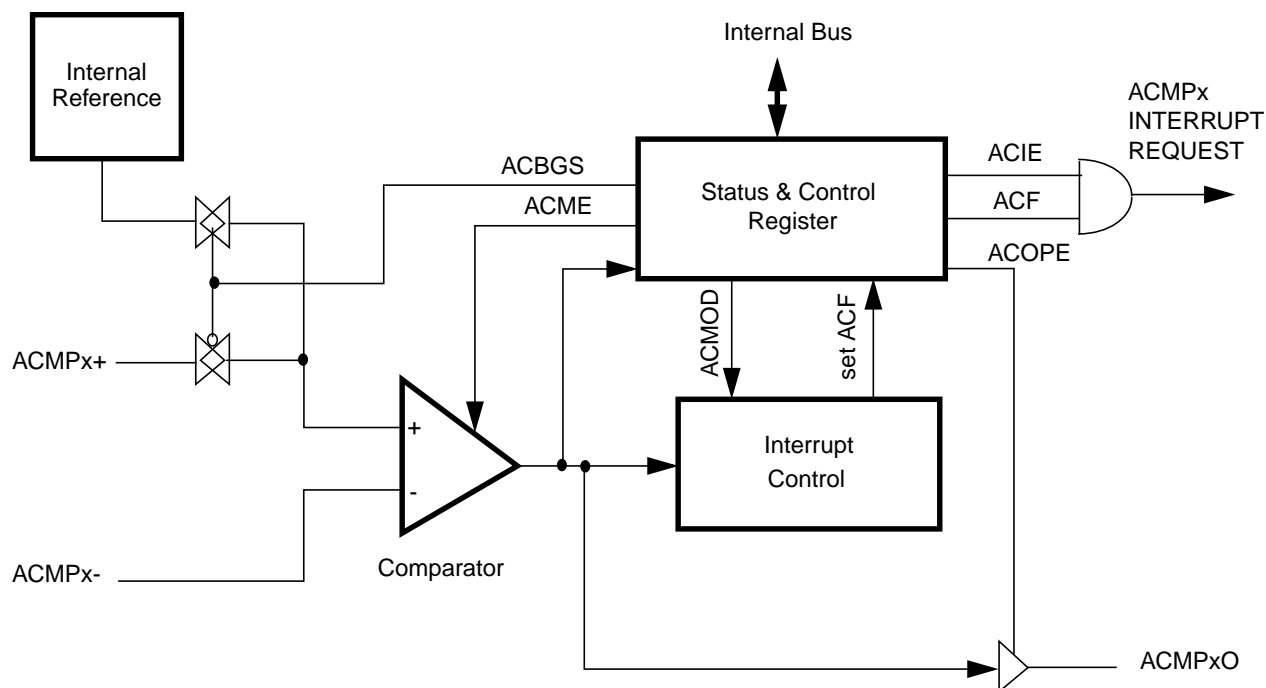 Internal Bus
Internal
Reference
ACMPx
INTERRUPT
REQUEST
ACBGS
ACME
Status & Control
Register
ACIE
ACF
ACOPE
ACMOD
set ACF
ACMPx+
+
-
Interrupt
Control
Comparator
ACMPx-
ACMPxO